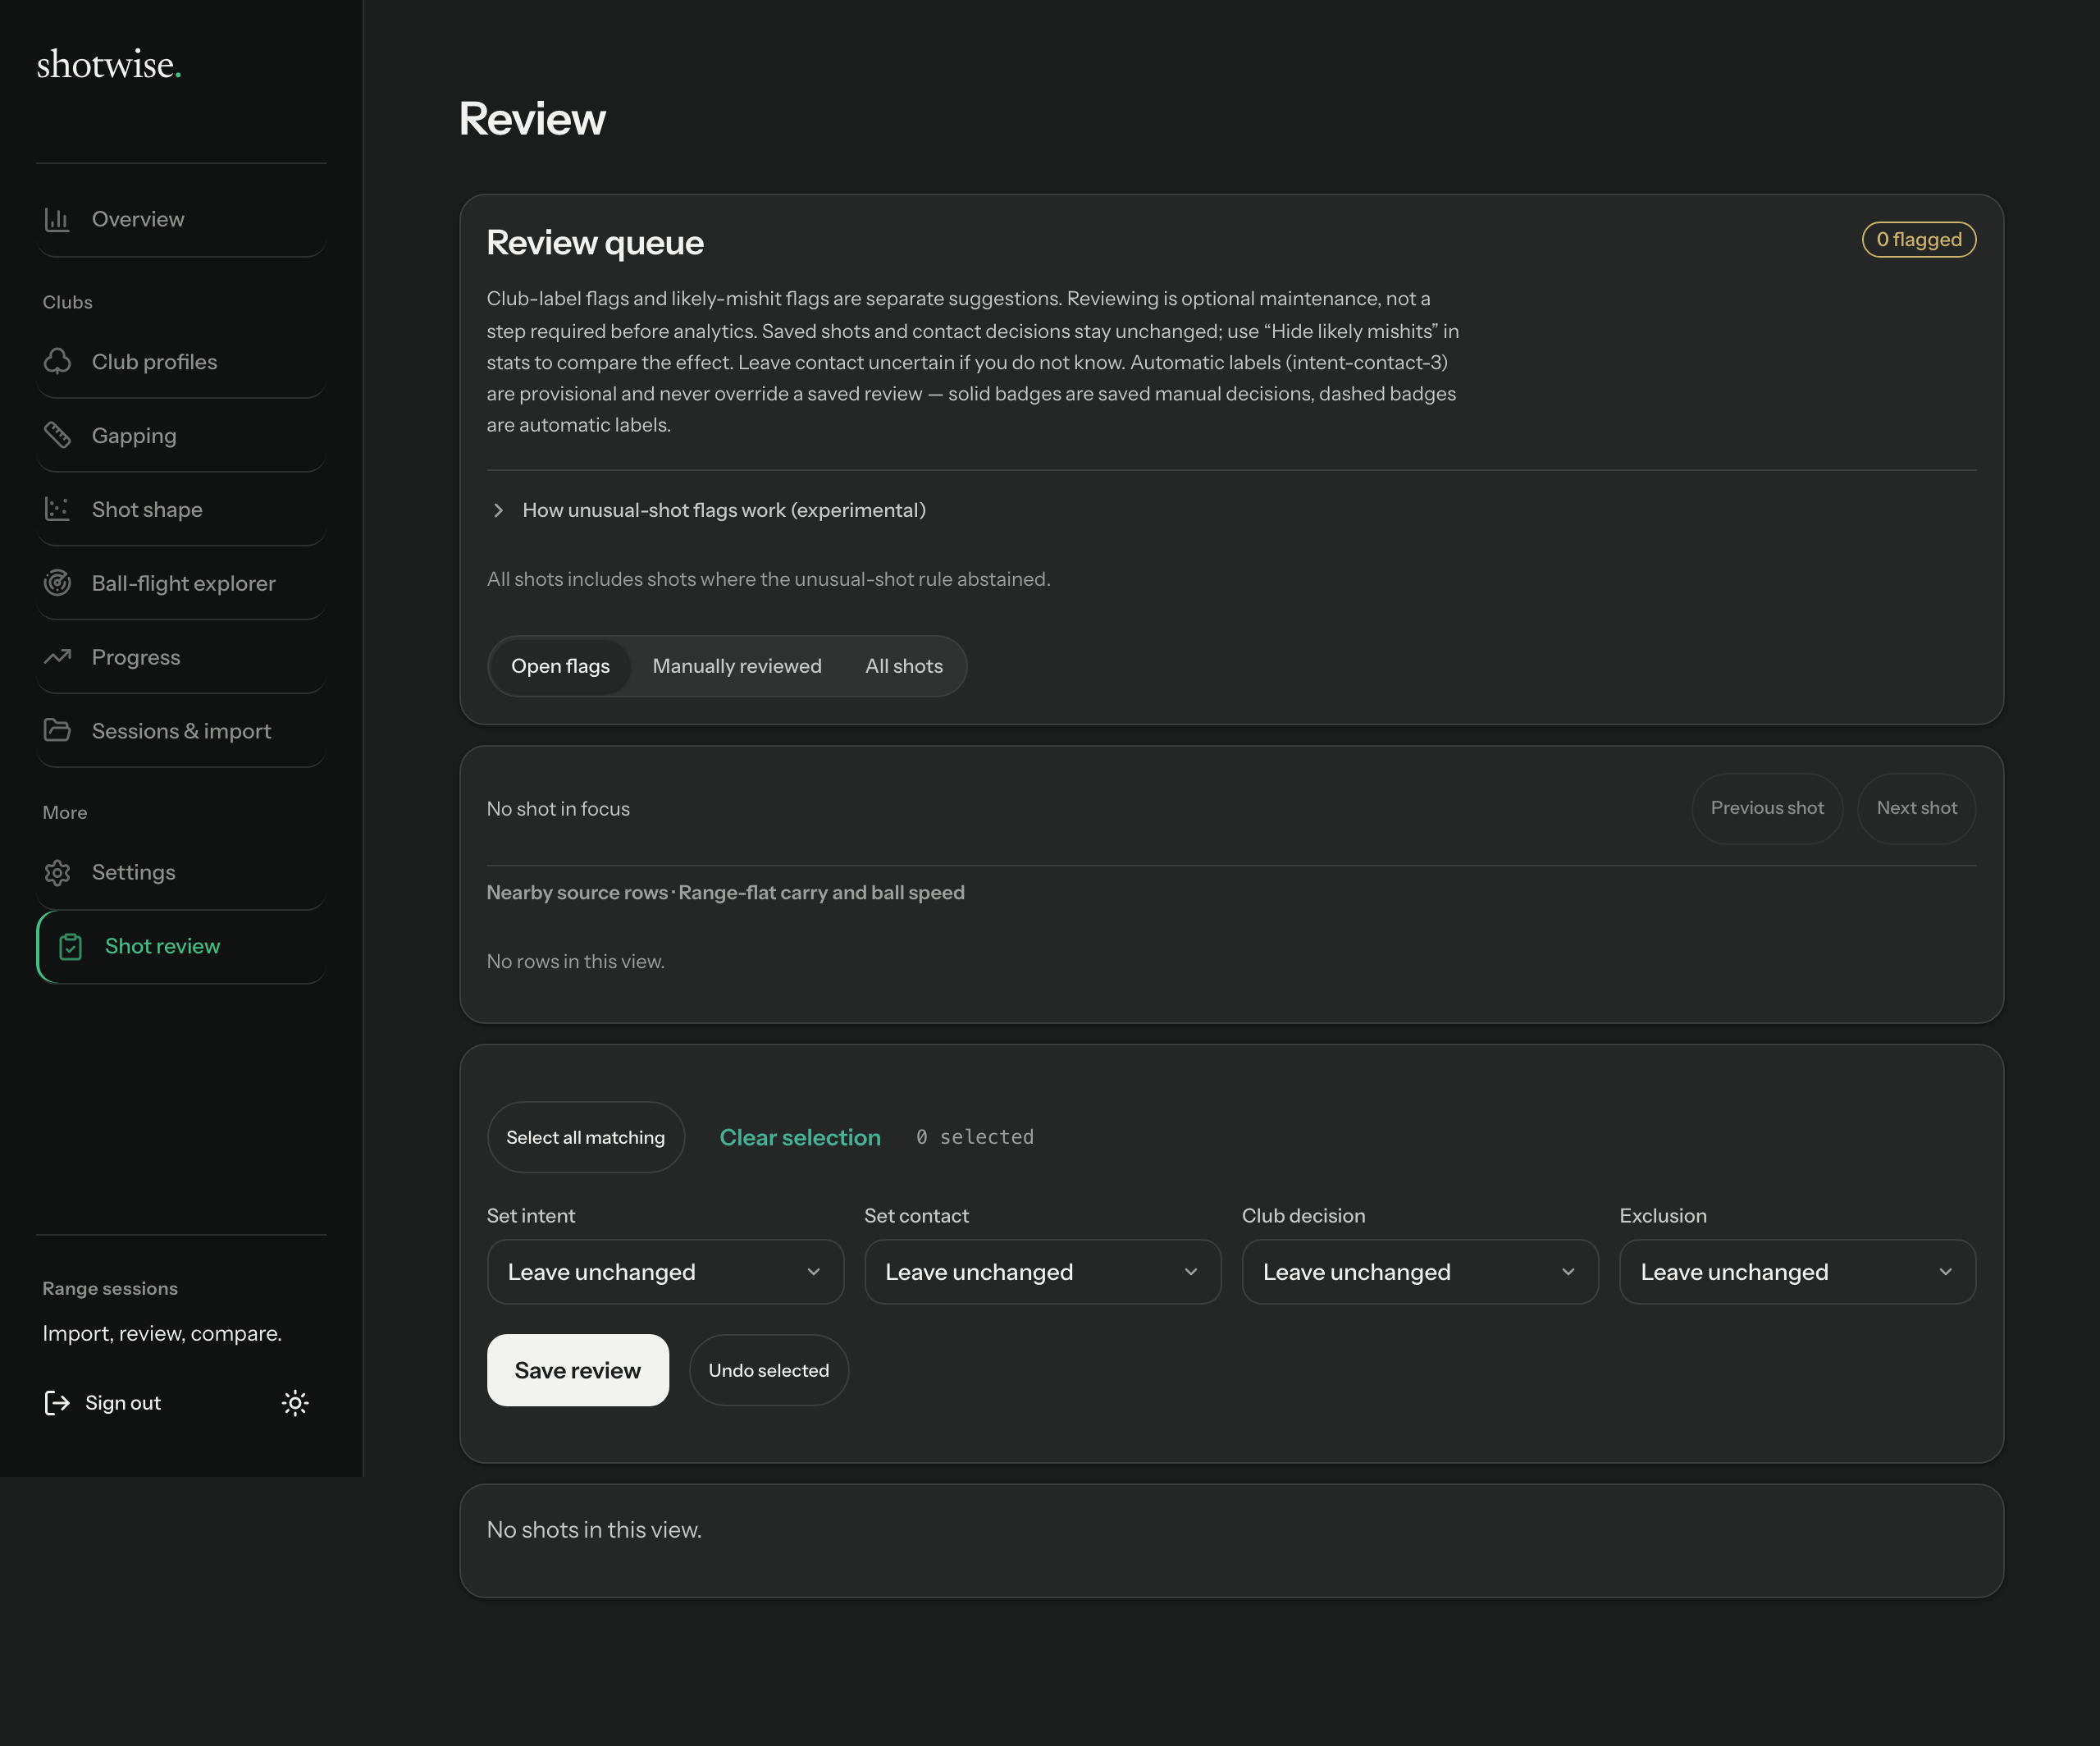 shotwise.
Overview
Clubs
Club profiles
Gapping
Shot shape
Ball-flight explorer
Progress
Sessions & import
More
Settings
Shot review
Range sessions
Import, review, compare.
Sign out
Review
Review queue
0 flagged
Club-label flags and likely-mishit flags are separate suggestions. Reviewing is optional maintenance, not a
step required before analytics. Saved shots and contact decisions stay unchanged; use “Hide likely mishits” in
stats to compare the effect. Leave contact uncertain if you do not know. Automatic labels (intent-contact-3)
are provisional and never override a saved review — solid badges are saved manual decisions, dashed badges
are automatic labels.
How unusual-shot flags work (experimental)
All shots includes shots where the unusual-shot rule abstained.
Open flags Manually reviewed All shots
No shot in focus
Previous shot Next shot
Nearby source rows · Range-flat carry and ball speed
No rows in this view.
Select all matching Clear selection 0 selected
Set intent Set contact Club decision Exclusion
Leave unchanged Leave unchanged Leave unchanged Leave unchanged
Save review Undo selected
No shots in this view.